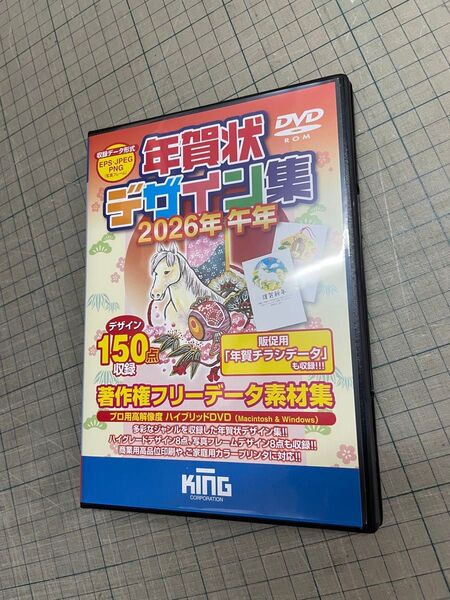 収録データ形式
EPS・JPEG
PNG
DVD
ROM
年賀状
デザイン集
2026年 午年
謹賀新年
デザイン
150点
収録
販促用
「年賀チラシデータ」
も収録!!!
著作権フリーデータ素材集
プロ用高解像度 ハイブリッドDVD (Macintosh & Windows)
多彩なジャンルを収録した年賀状デザイン集!!
ハイグレードデザイン8点、写真フレームデザイン8点も収録!!
商業用高品位印刷や、ご家庭用カラープリンタに対応!!
KING
CORPORATION